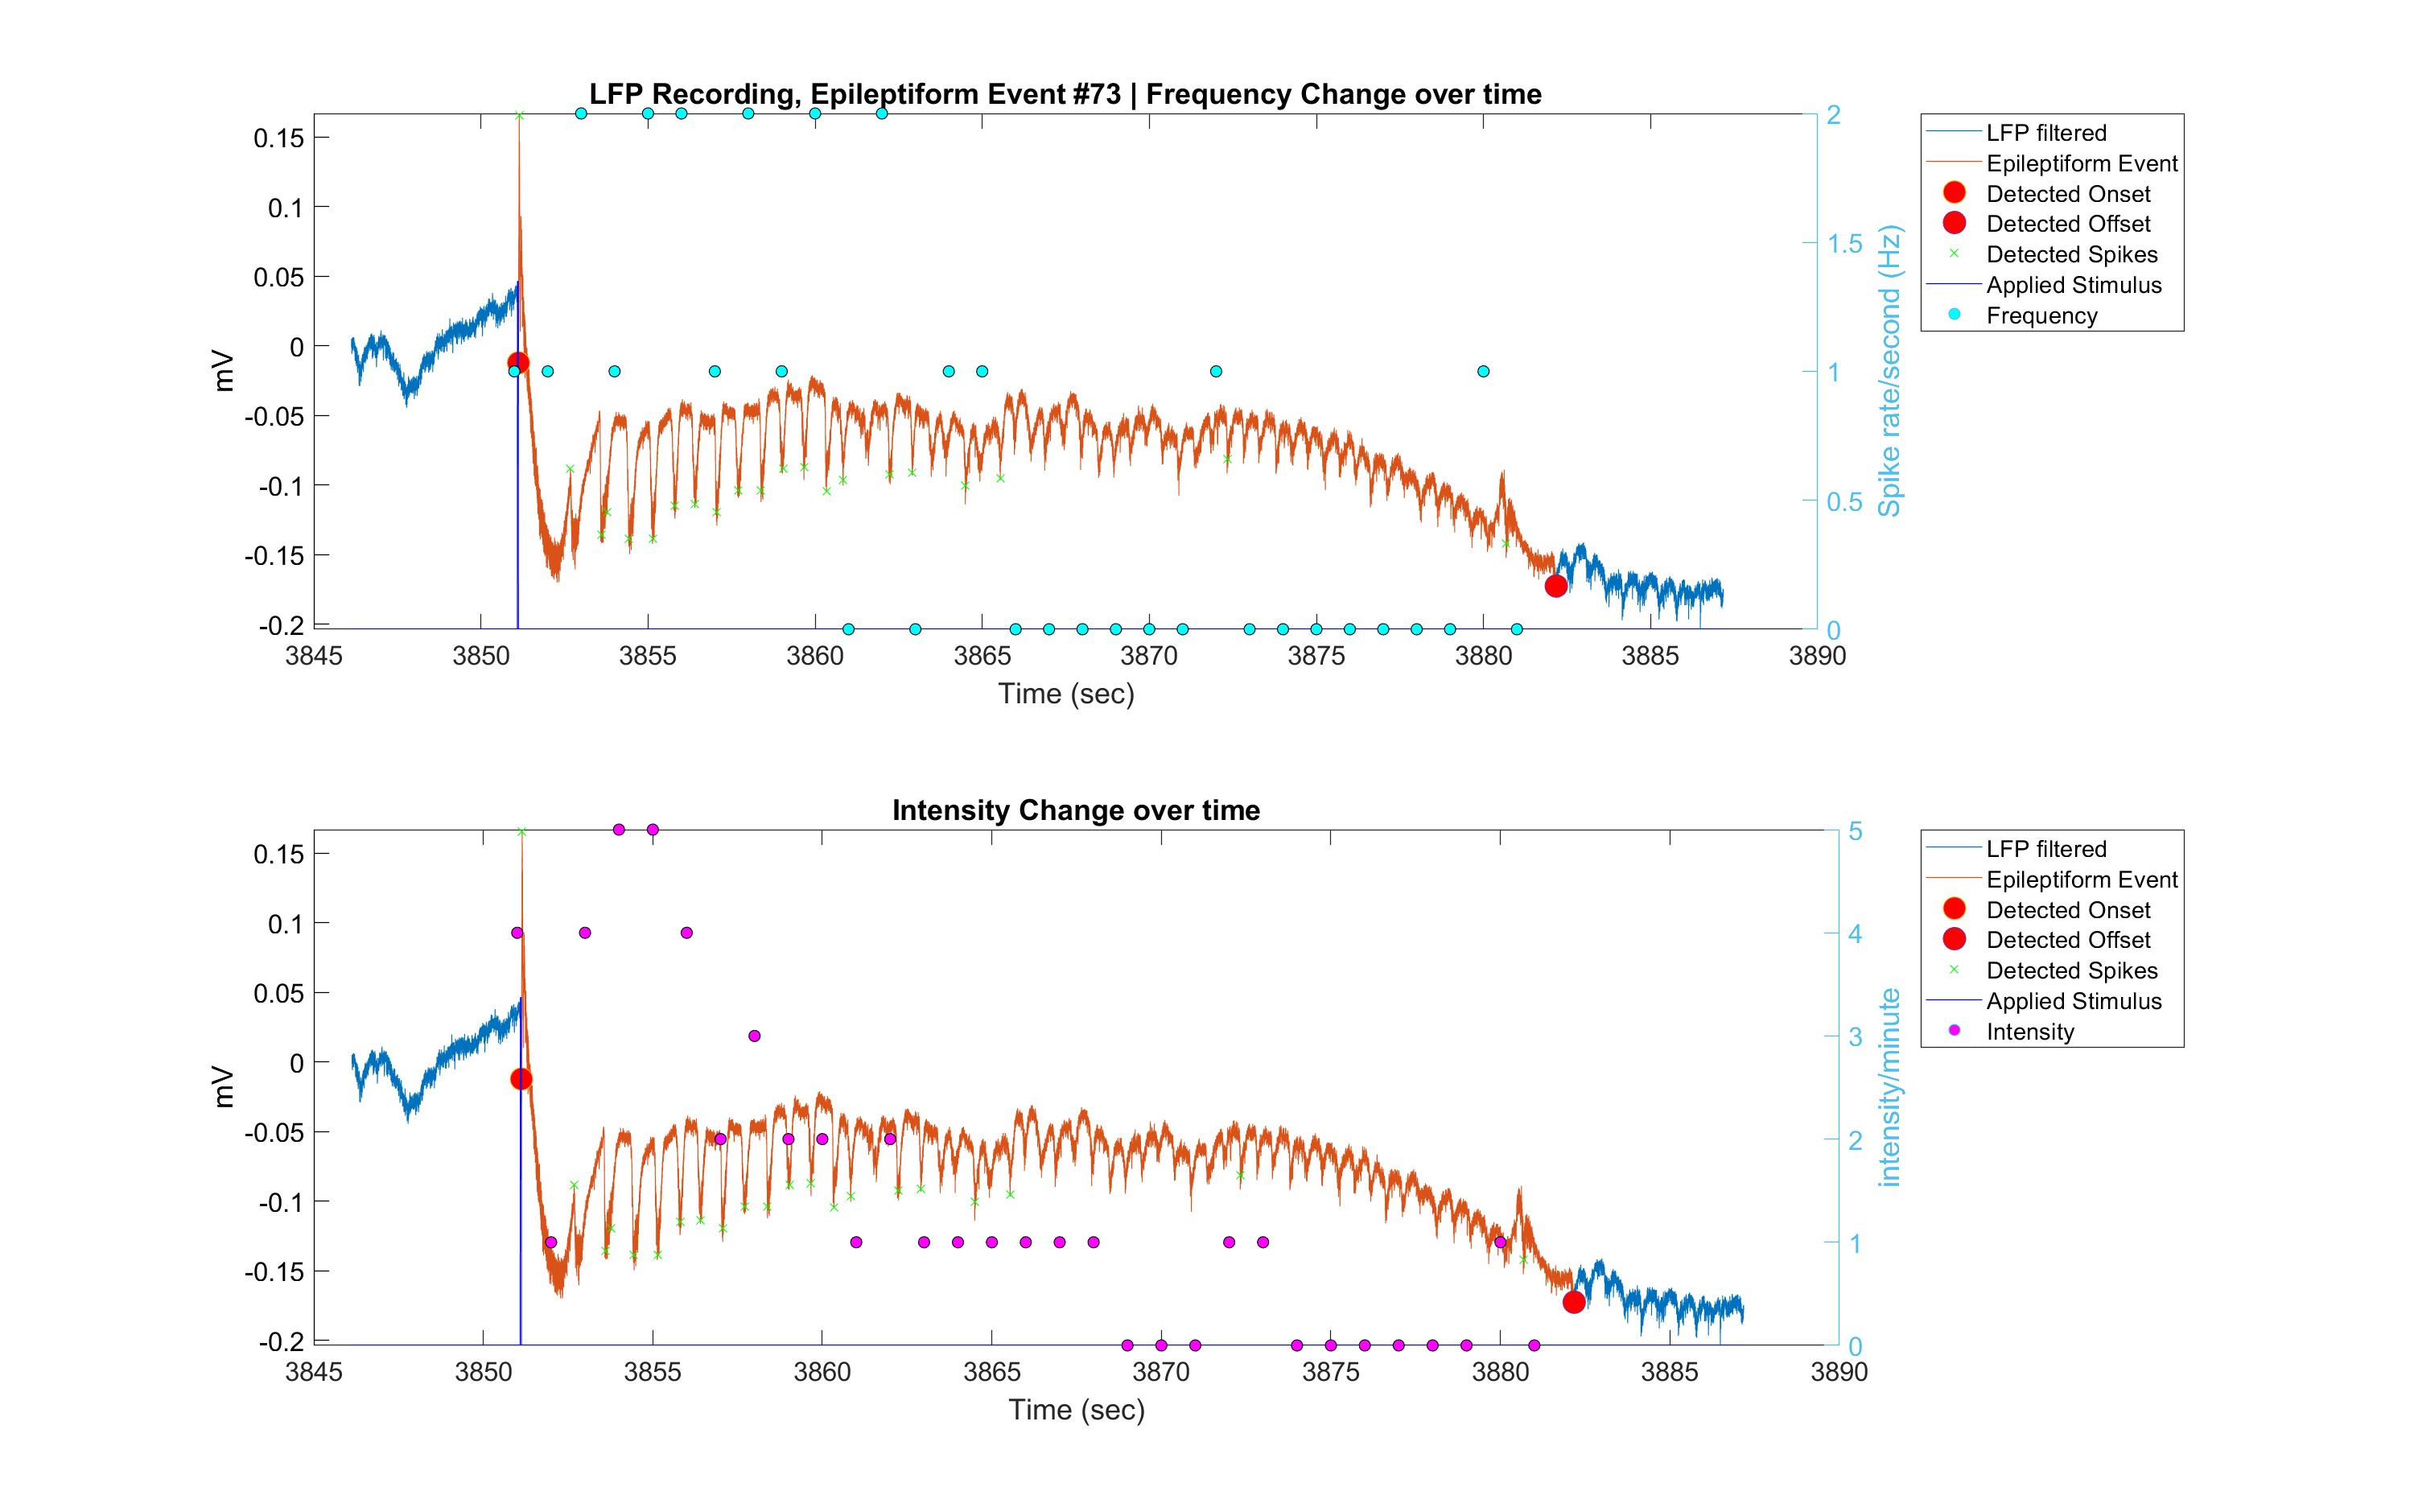 LFP Recording, Epileptiform Event #73 | Frequency Change over time
0.15
0.1
0.05
0
-0.05
-0.1
-0.15
-0.2
mV
2
1.5
1
0.5
0
Spike rate/second (Hz)
3845 3850 3855 3860 3865 3870 3875 3880 3885 3890
Time (sec)
LFP filtered
Epileptiform Event
Detected Onset
Detected Offset
Detected Spikes
Applied Stimulus
Frequency
Intensity Change over time
0.15
0.1
0.05
0
-0.05
-0.1
-0.15
-0.2
mV
5
4
3
2
1
0
intensity/minute
3845 3850 3855 3860 3865 3870 3875 3880 3885 3890
Time (sec)
LFP filtered
Epileptiform Event
Detected Onset
Detected Offset
Detected Spikes
Applied Stimulus
Intensity